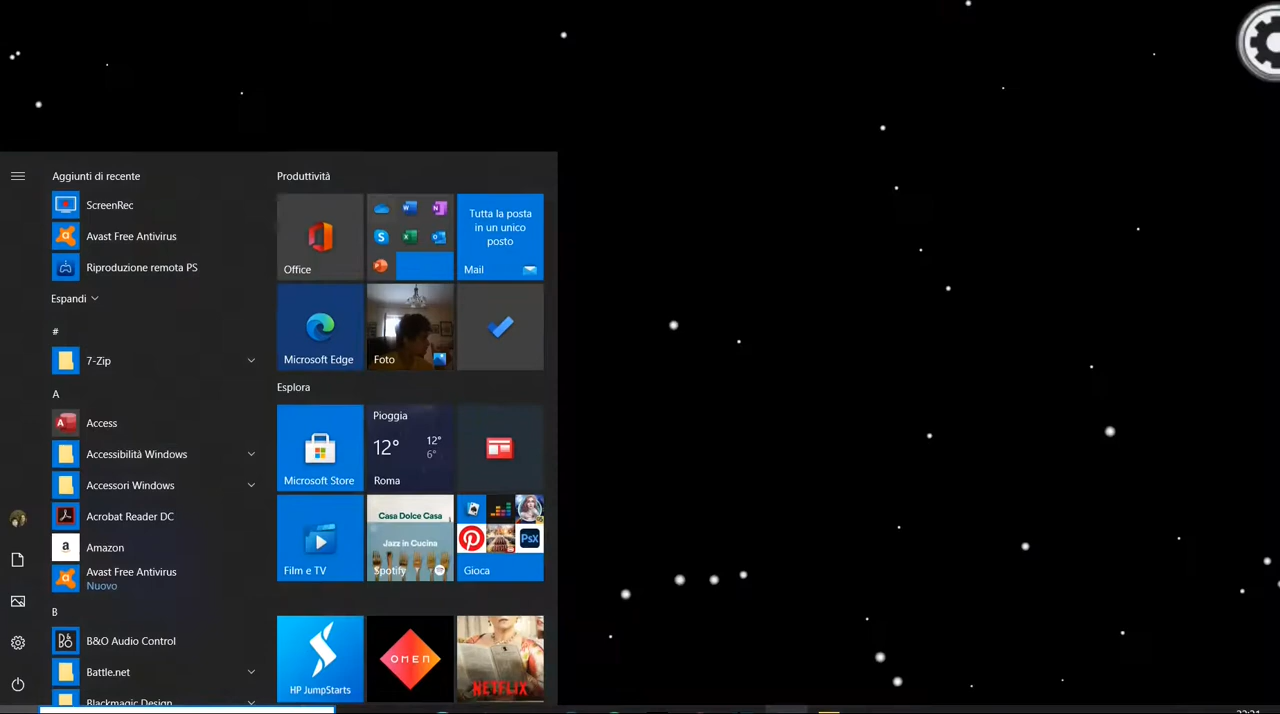 Aggiunti di recente
ScreenRec
Avast Free Antivirus
Riproduzione remota PS
Espandi
#
7-Zip
A
Access
Accessibilità Windows
Accessori Windows
Acrobat Reader DC
a
Amazon
Avast Free Antivirus
Nuovo
B
B&O
B&O Audio Control
Battle.net
Blackmagic Design
Produttività
Office
Tutta la posta
in un unico
posto
Mail
Microsoft Edge
Foto
Esplora
Microsoft Store
Pioggia
12°
12°
6°
Roma
Film e TV
Casa Dolce Casa
Jazz in Cucina
Spotify
PsX
Gioca
HP JumpStarts
OMEN
NETFLIX